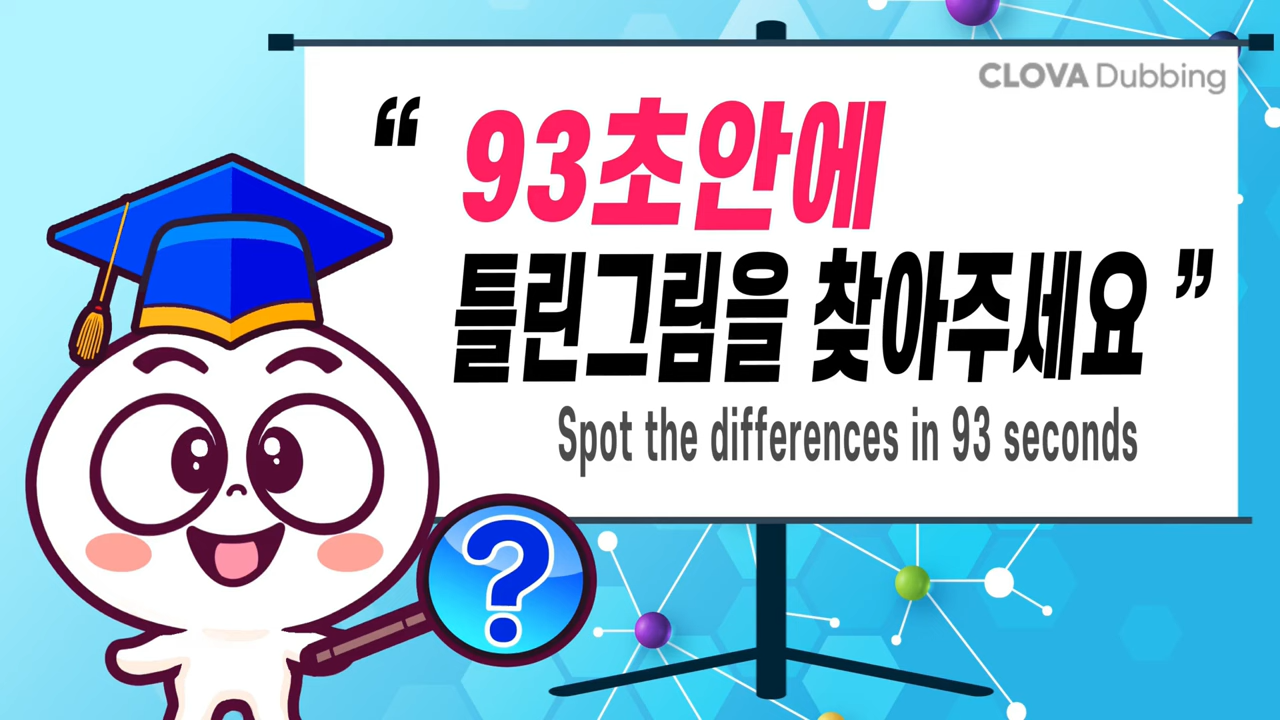 CLOVA Dubbing
“ 93초안에
틀린그림을 찾아주세요 ”
Spot the differences in 93 seconds
?